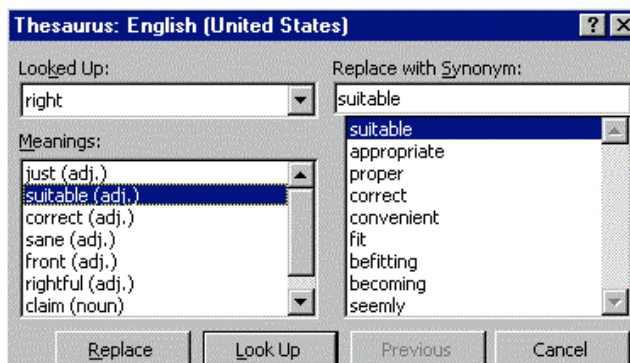 Thesaurus: English (United States)
Looked Up:
right
Meanings:
just (adj.)
suitable (adj.)
correct (adj.)
sane (adj.)
front (adj.)
rightful (adj.)
claim (noun)
Replace with Synonym:
suitable
suitable
appropriate
proper
correct
convenient
fit
befitting
becoming
seemly
Replace
Look Up
Previous
Cancel